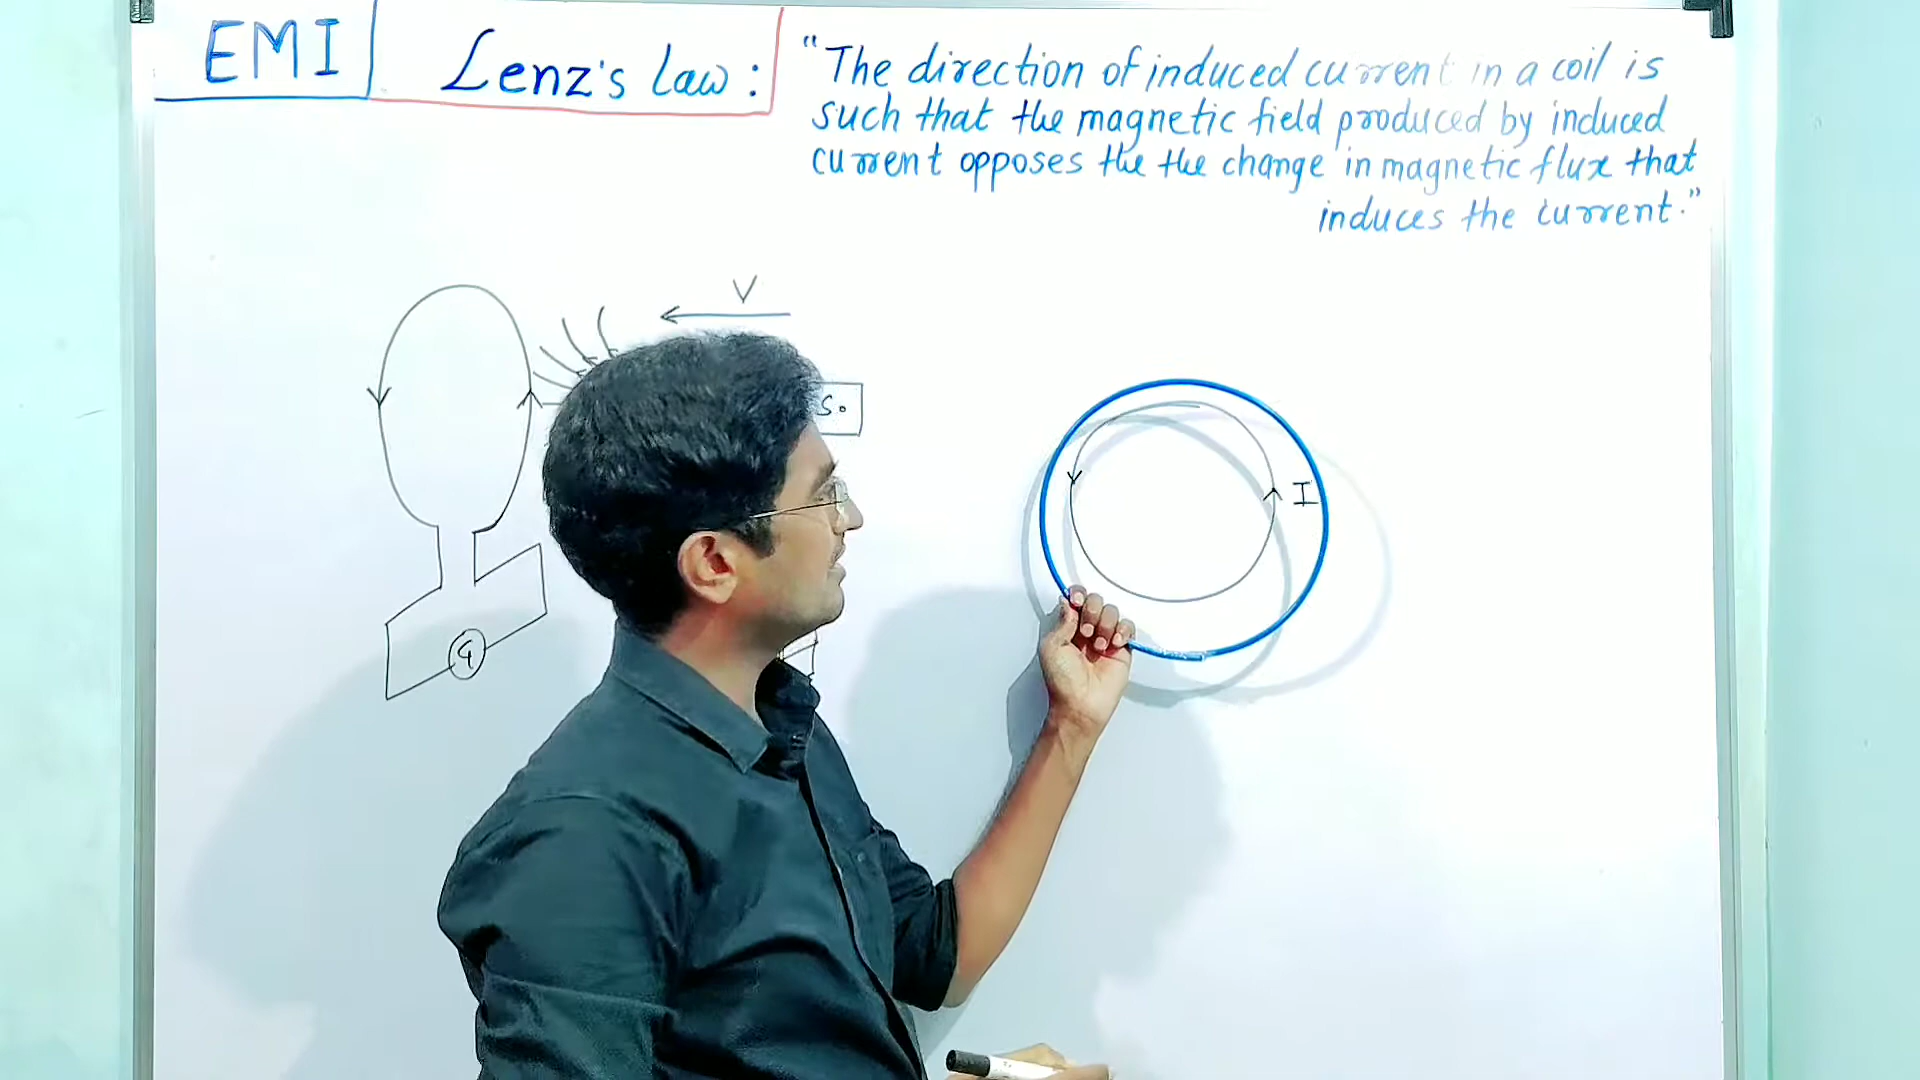 EMI
Lenz's Law :
"The direction of induced current in a coil is
such that the magnetic field produced by induced
current opposes the the change in magnetic flux that
induces the current."
V
S
I
G